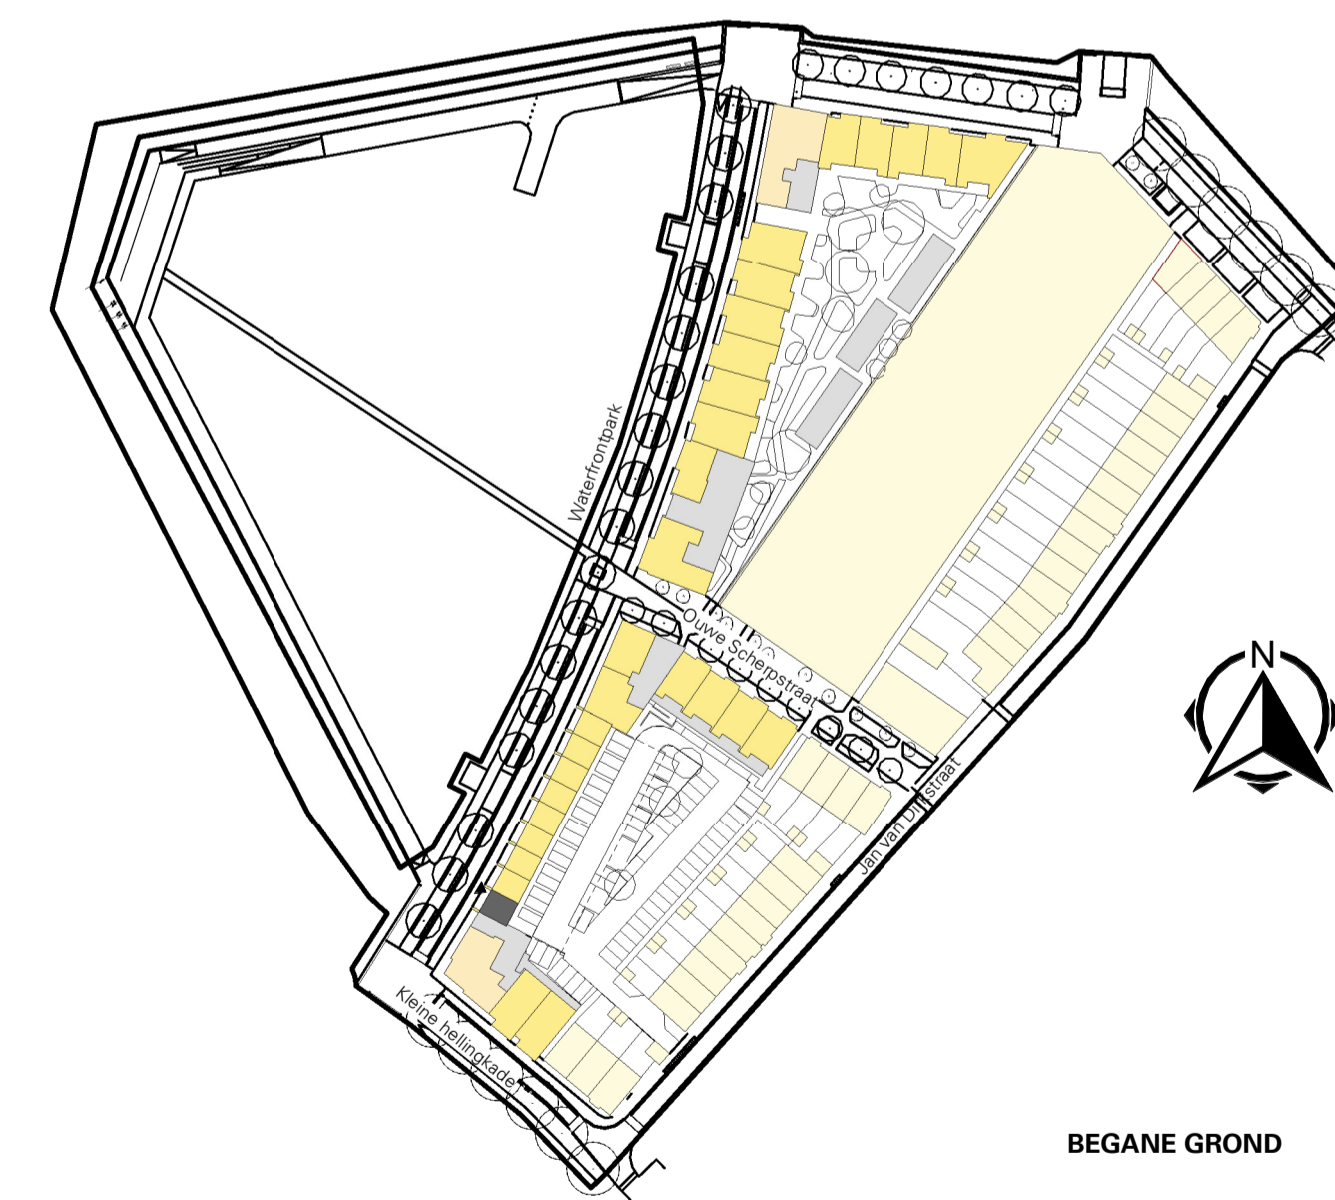 N
Waterfrontpark
Ouwe Scherpstraat
Jan van Dijkstraat
Kleine hellingkade
BEGANE GROND